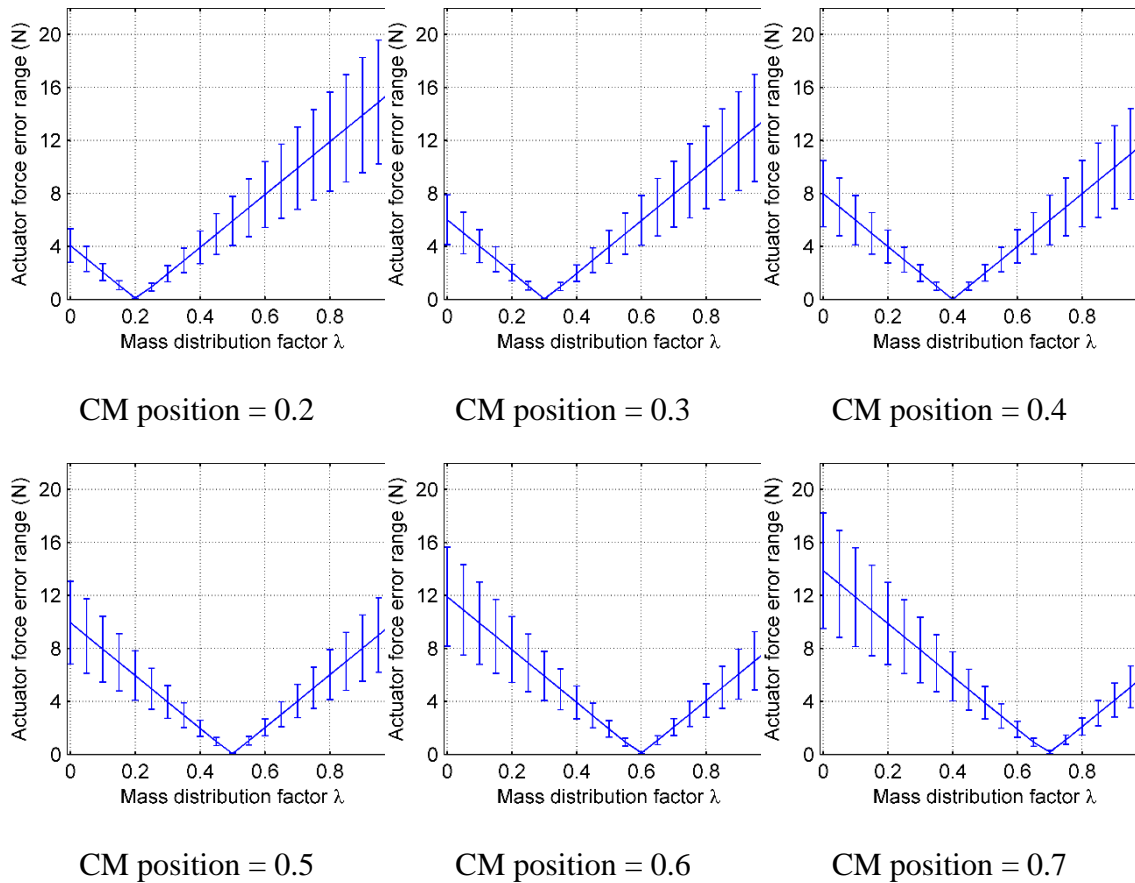 Actuator force error range (N)
20
16
12
8
4
0
0 0.2 0.4 0.6 0.8
Mass distribution factor λ
CM position = 0.2
Actuator force error range (N)
20
16
12
8
4
0
0 0.2 0.4 0.6 0.8
Mass distribution factor λ
CM position = 0.3
Actuator force error range (N)
20
16
12
8
4
0
0 0.2 0.4 0.6 0.8
Mass distribution factor λ
CM position = 0.4
Actuator force error range (N)
20
16
12
8
4
0
0 0.2 0.4 0.6 0.8
Mass distribution factor λ
CM position = 0.5
Actuator force error range (N)
20
16
12
8
4
0
0 0.2 0.4 0.6 0.8
Mass distribution factor λ
CM position = 0.6
Actuator force error range (N)
20
16
12
8
4
0
0 0.2 0.4 0.6 0.8
Mass distribution factor λ
CM position = 0.7